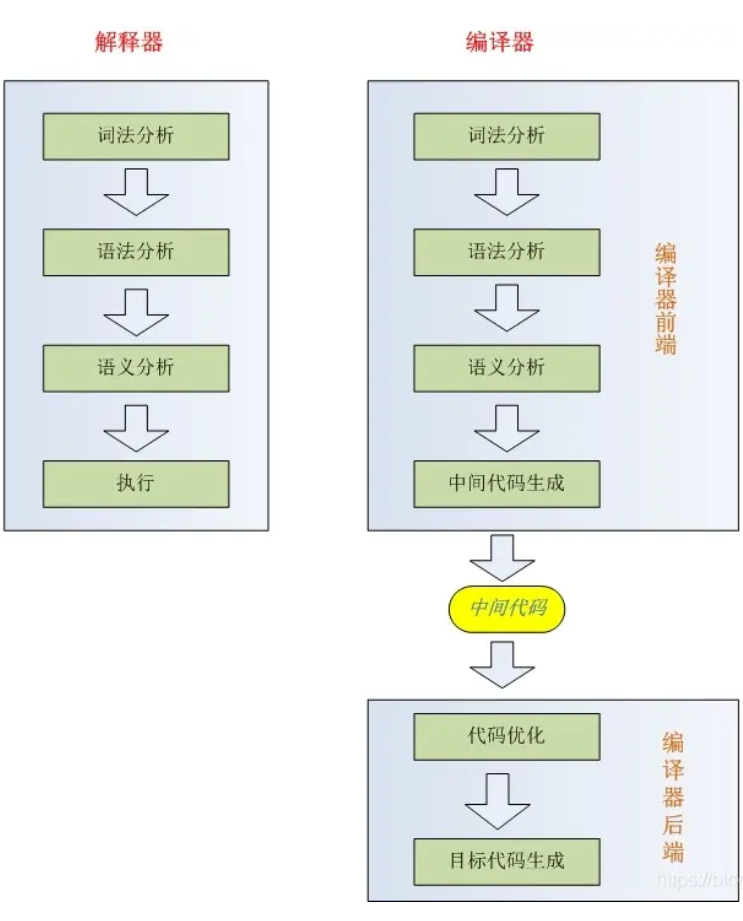 解释器
词法分析
语法分析
语义分析
执行
编译器
词法分析
语法分析
语义分析
中间代码生成
编译器前端
中间代码
代码优化
目标代码生成
编译器后端